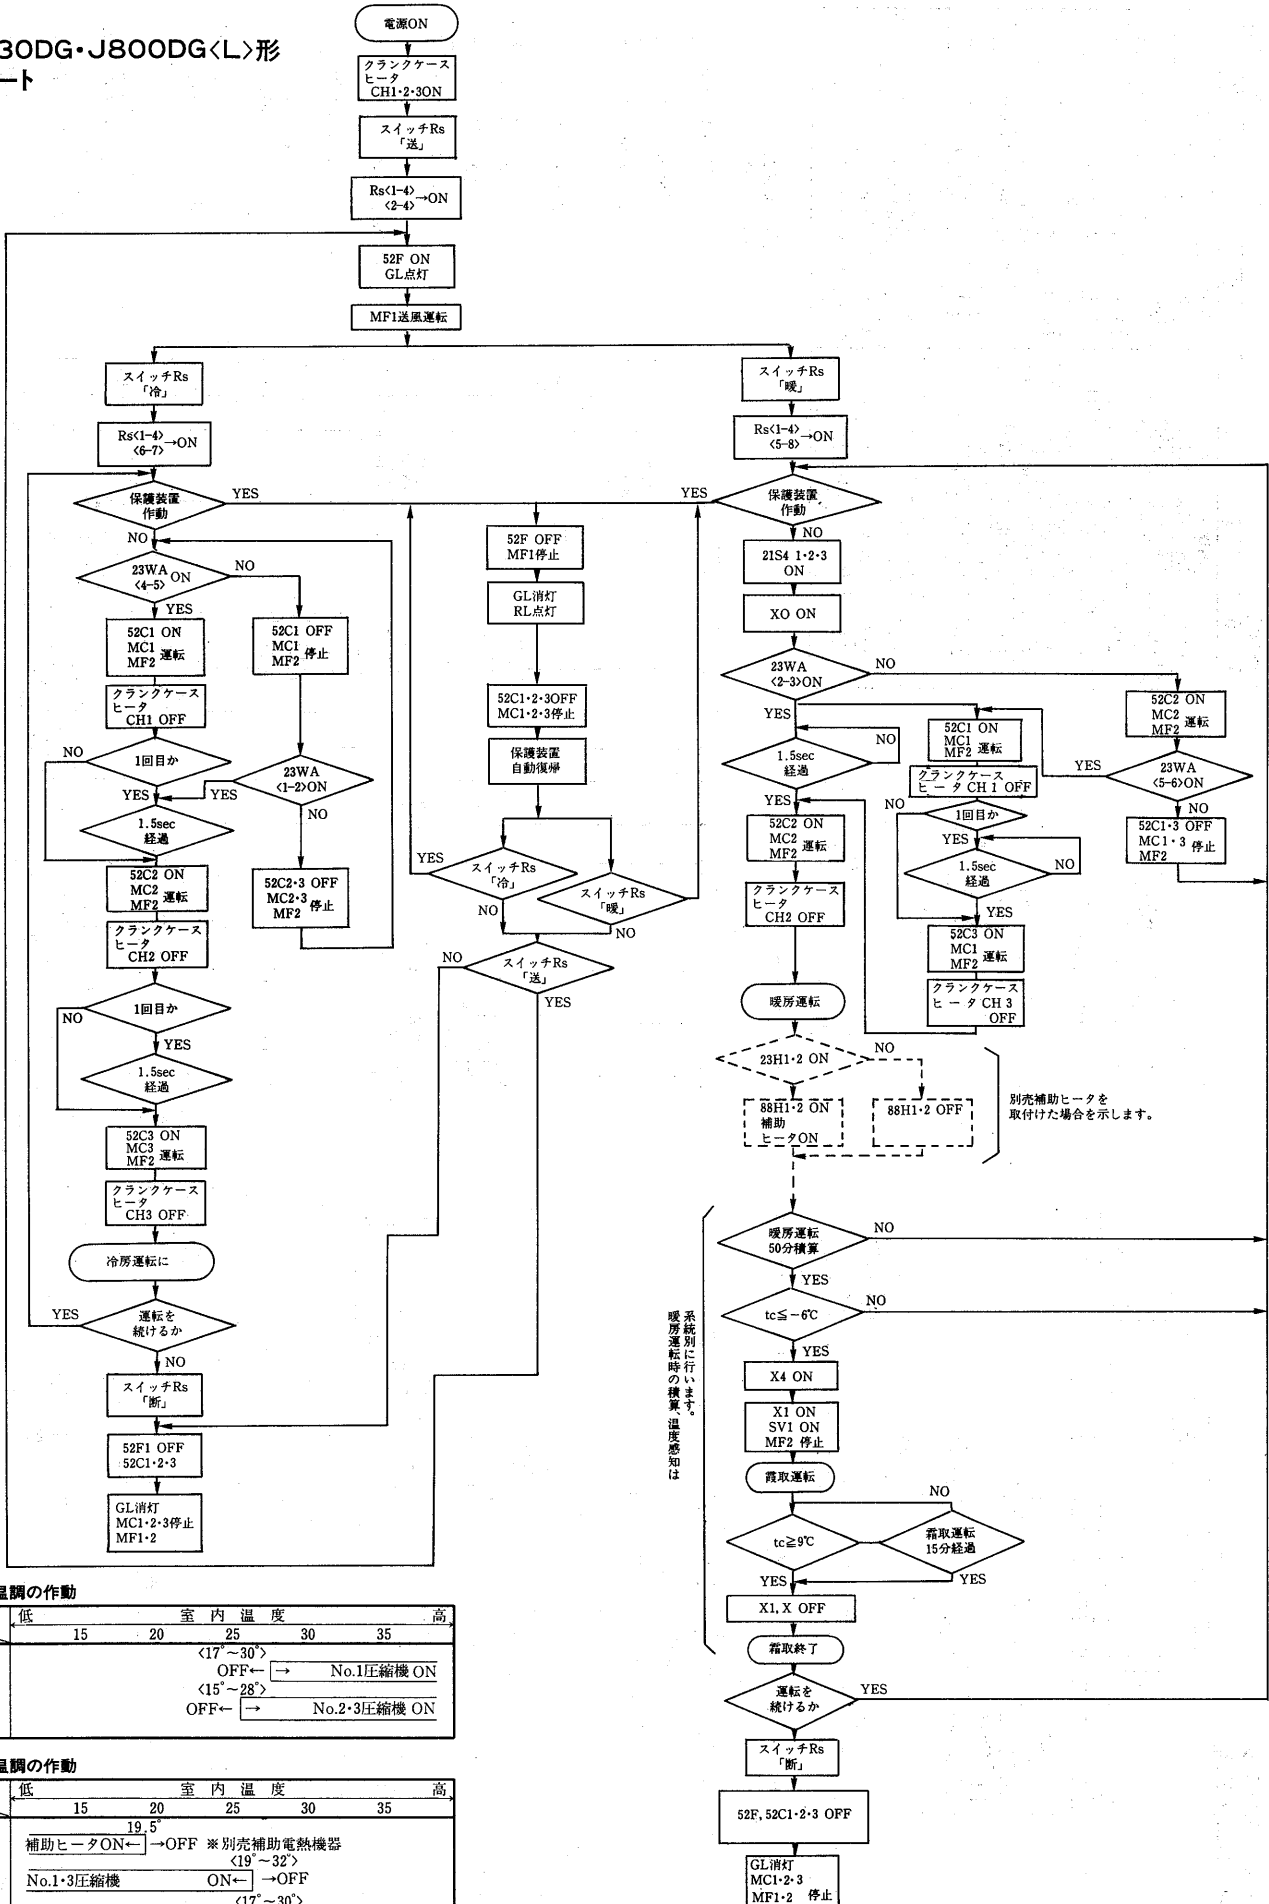 30DG・J800DG<L>形
ート
電源ON
クランクケース
ヒータ
CH1・2・3ON
スイッチRs
「送」
Rs<1-4>
<2-4>
→ON
52F ON
GL点灯
MF1送風運転
スイッチRs
「冷」
Rs<1-4>
<6-7>
→ON
保護装置
作動
YES
NO
23WA
<4-5>
ON
NO
YES
52C1 ON
MC1
MF2
運転
52C1 OFF
MC1
MF2
停止
クランクケース
ヒータ
CH1 OFF
NO
1回目か
YES
23WA
<1-2>ON
YES
NO
1.5sec
経過
52C2 ON
MC2
MF2
運転
52C2・3 OFF
MC2・3
MF2
停止
クランクケース
ヒータ
CH2 OFF
1回目か
NO
YES
1.5sec
経過
52C3 ON
MC3
MF2
運転
クランクケース
ヒータ
CH3 OFF
冷房運転に
YES
運転を
続けるか
NO
スイッチRs
「断」
52F1 OFF
52C1・2・3
GL消灯
MC1・2・3停止
MF1・2
52F OFF
MF1停止
GL消灯
RL点灯
52C1・2・3OFF
MC1・2・3停止
保護装置
自動復帰
YES
スイッチRs
「冷」
NO
スイッチRs
「暖」
NO
NO
スイッチRs
「送」
YES
スイッチRs
「暖」
Rs<1-4>
<5-8>
→ON
YES
保護装置
作動
NO
21S4 1・2・3
ON
XO ON
23WA
<2-3>ON
NO
YES
1.5sec
経過
NO
YES
52C2 ON
MC2
MF2
運転
クランクケース
ヒータ
CH2 OFF
52C1 ON
MC1
MF2
運転
クランクケース
ヒータ CH 1 OFF
NO
1回目か
YES
1.5sec
経過
NO
YES
52C3 ON
MC1
MF2
運転
クランクケース
ヒータ CH 3
OFF
52C2 ON
MC2
MF2
運転
YES
23WA
<5-6>ON
NO
52C1・3 OFF
MC1・3
MF2
停止
暖房運転
23H1・2 ON
NO
88H1・2 ON
補助
ヒータON
88H1・2 OFF
別売補助ヒータを
取付けた場合を示します。
暖房運転
50分積算
NO
YES
tc≦−6℃
NO
YES
X4 ON
X1 ON
SV1 ON
MF2 停止
霞取運転
NO
tc≧9℃
霜取運転
15分経過
YES
YES
X1, X OFF
霜取終了
運転を
続けるか
YES
スイッチRs
「断」
52F, 52C1・2・3 OFF
GL消灯
MC1・2・3
MF1・2 停止
暖房運転時の積算、温度感知は
系統別に行います。
温調の作動
低 室内温度 高
15 20 25 30 35
<17°~30°>
OFF← → No.1圧縮機 ON
<15°~28°>
OFF← → No.2・3圧縮機 ON
温調の作動
低 室内温度 高
15 20 25 30 35
19.5°
補助ヒータON← →OFF ※別売補助電熱機器
<19°~32°>
No.1・3圧縮機 ON← →OFF
<17°~30°>